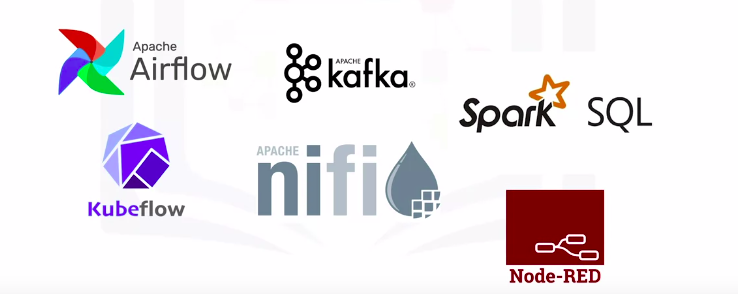 Apache
Airflow
APACHE
kafka®
Spark SQL
Kubeflow
APACHE
nifi
Node-RED